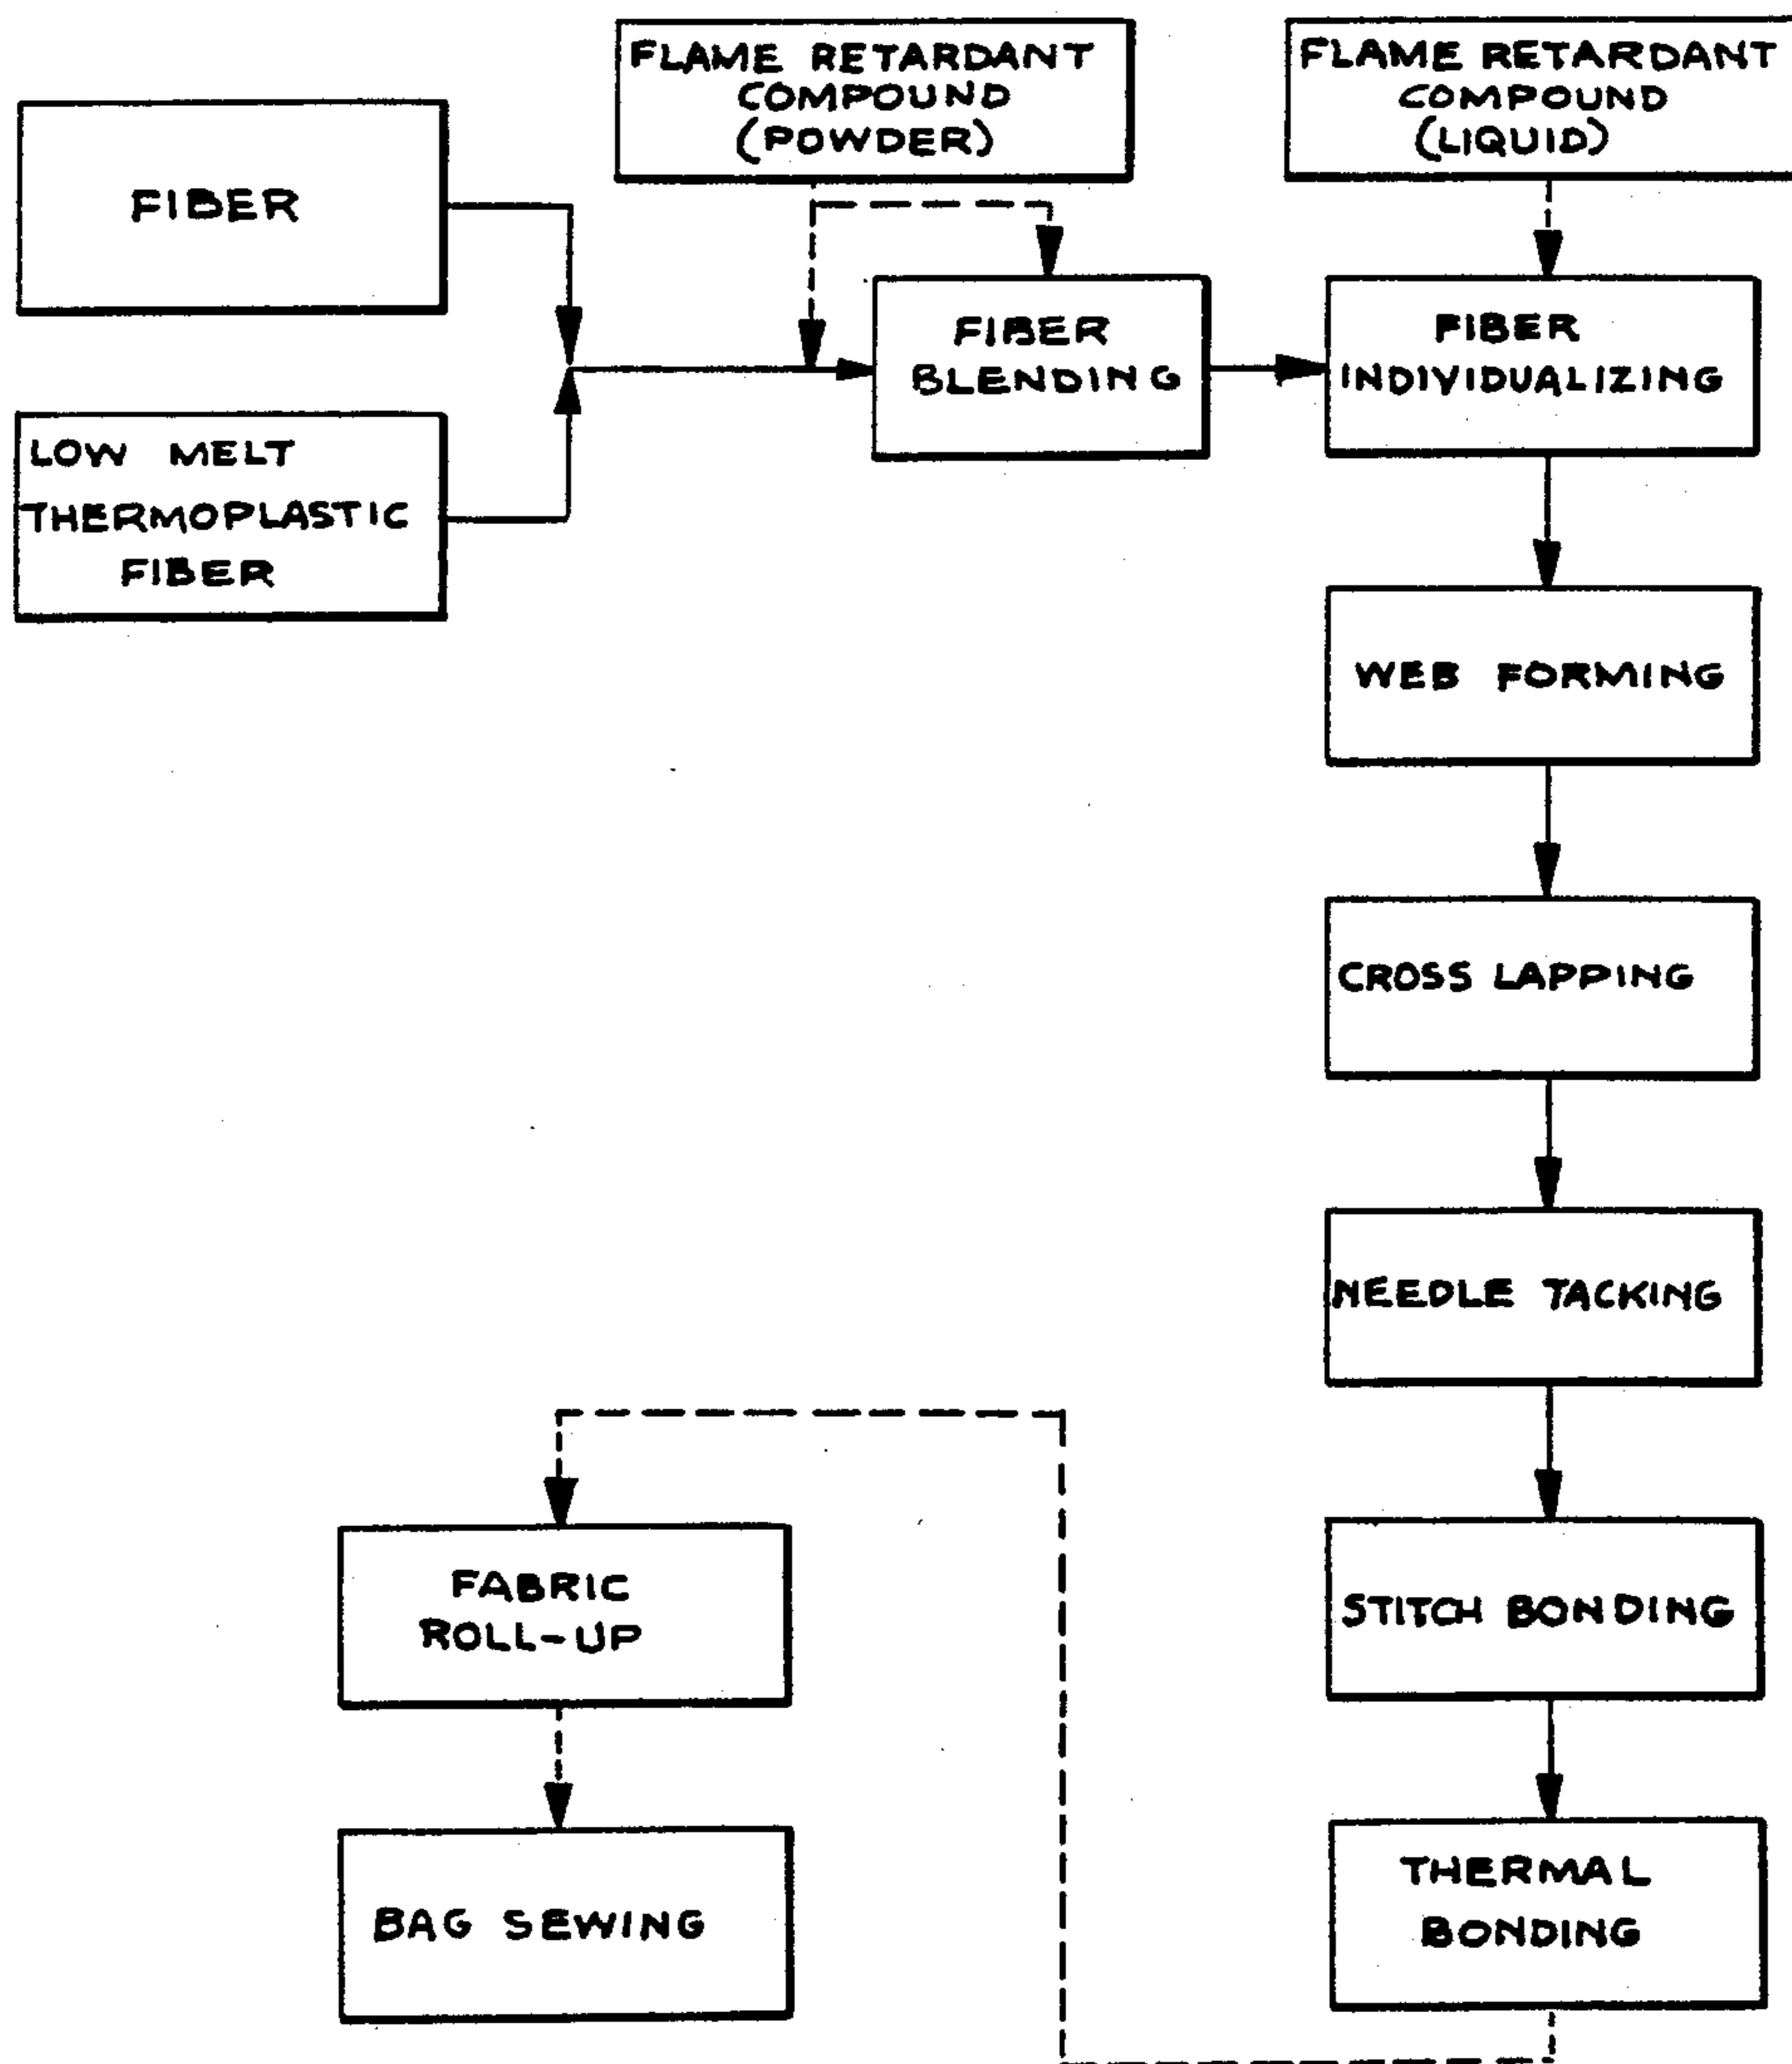 FLAME RETARDANT
COMPOUND
(POWDER)
FLAME RETARDANT
COMPOUND
(LIQUID)
FIBER
FIBER
BLENDING
FIBER
INDIVIDUALIZING
LOW MELT
THERMOPLASTIC
FIBER
WEB FORMING
CROSS LAPPING
NEEDLE TACKING
STITCH BONDING
THERMAL
BONDING
FABRIC
ROLL-UP
BAG SEWING